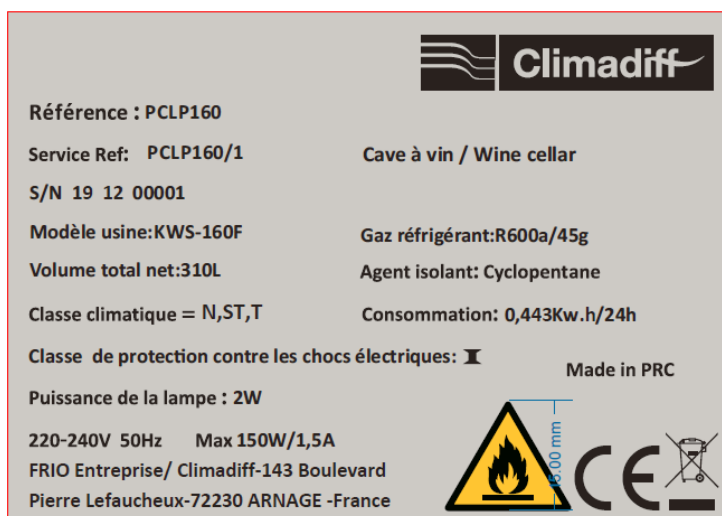 Climadiff
Référence : PCLP160
Service Ref: PCLP160/1
Cave à vin / Wine cellar
S/N 19 12 00001
Modèle usine:KWS-160F
Gaz réfrigérant:R600a/45g
Volume total net:310L
Agent isolant: Cyclopentane
Classe climatique = N,ST,T
Consommation: 0,443Kw.h/24h
Classe de protection contre les chocs électriques: I
Made in PRC
Puissance de la lampe : 2W
220-240V 50Hz Max 150W/1,5A
FRIO Entreprise/ Climadiff-143 Boulevard
Pierre Lefaucheux-72230 ARNAGE -France
.00 mm
CE